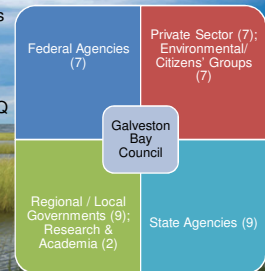 s
Q
Federal Agencies
(7)
Private Sector (7);
Environmental/
Citizens' Groups
(7)
Galveston
Bay
Council
Regional / Local
Governments (9);
Research &
Academia (2)
State Agencies (9)